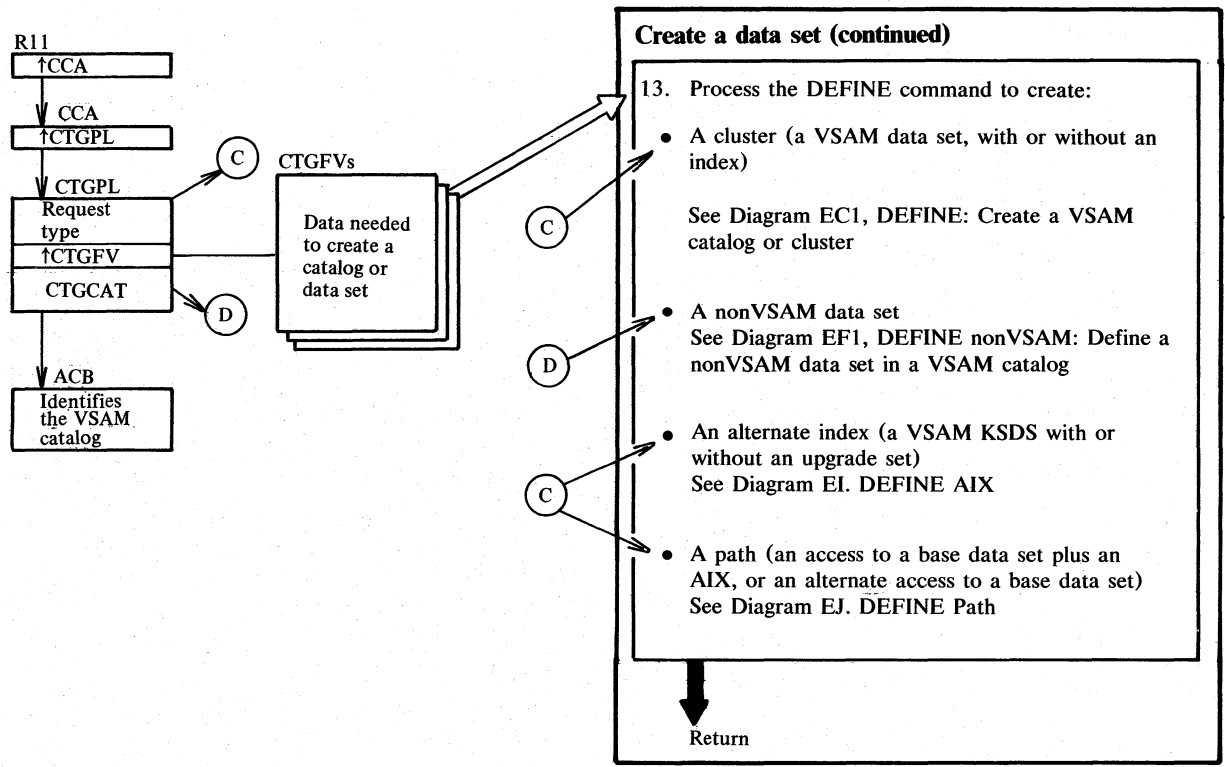 R11
↑CCA
CCA
↑CTGPL
CTGPL
Request
type
↑CTGFV
CTGCAT
ACB
Identifies
the VSAM
catalog
C
D
CTGFVs
Data needed
to create a
catalog or
data set
Create a data set (continued)
13. Process the DEFINE command to create:
• A cluster (a VSAM data set, with or without an
index)
C
See Diagram EC1, DEFINE: Create a VSAM
catalog or cluster
• A nonVSAM data set
See Diagram EF1, DEFINE nonVSAM: Define a
nonVSAM data set in a VSAM catalog
D
• An alternate index (a VSAM KSDS with or
without an upgrade set)
See Diagram EI. DEFINE AIX
C
• A path (an access to a base data set plus an
AIX, or an alternate access to a base data set)
See Diagram EJ. DEFINE Path
Return